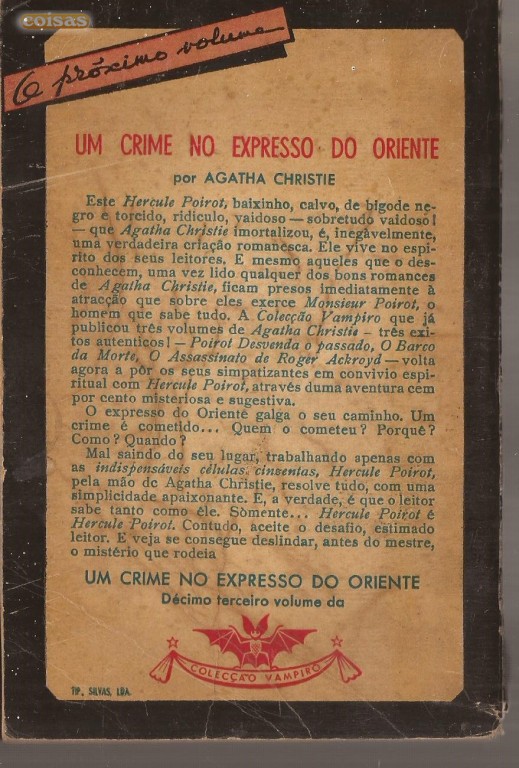 coisas
O próximo volume
UM CRIME NO EXPRESSO DO ORIENTE
por AGATHA CHRISTIE
Este Hercule Poirot, baixinho, calvo, de bigode ne-
gro e torcido, ridiculo, vaidoso — sobretudo vaidoso!
— que Agatha Christie imortalizou, é, inegàvelmente,
uma verdadeira criação romanesca. Ele vive no espi-
rito dos seus leitores. E mesmo aqueles que o des-
conhecem, uma vez lido qualquer dos bons romances
de Agatha Christie, ficam presos imediatamente à
atracção que sobre eles exerce Monsieur Poirot, o
homem que sabe tudo. A Colecção Vampiro que já
publicou três volumes de Agatha Christie – três exi-
tos autenticos! — Poirot Desvenda o passado, O Barco
da Morte, O Assassinato de Roger Ackroyd — volta
agora a pôr os seus simpatizantes em convivio espi-
ritual com Hercule Poirot, através duma aventura cem
por cento misteriosa e sugestiva.
O expresso do Oriente galga o seu caminho. Um
crime é cometido... Quem o cometeu? Porquê?
Como? Quando?
Mal saindo do seu lugar, trabalhando apenas com
as indispensáveis células cinzentas, Hercule Poirot,
pela mão de Agatha Christie, resolve tudo, com uma
simplicidade apaixonante. E, a verdade, é que o leitor
sabe tanto como êle. Sòmente... Hercule Poirot é
Hercule Poirot. Contudo, aceite o desafio, estimado
leitor. E veja se consegue deslindar, antes do mestre,
o mistério que rodeia
UM CRIME NO EXPRESSO DO ORIENTE
Décimo terceiro volume da
COLECÇÃO VAMPIRO
TIP. SILVAS, LDA.